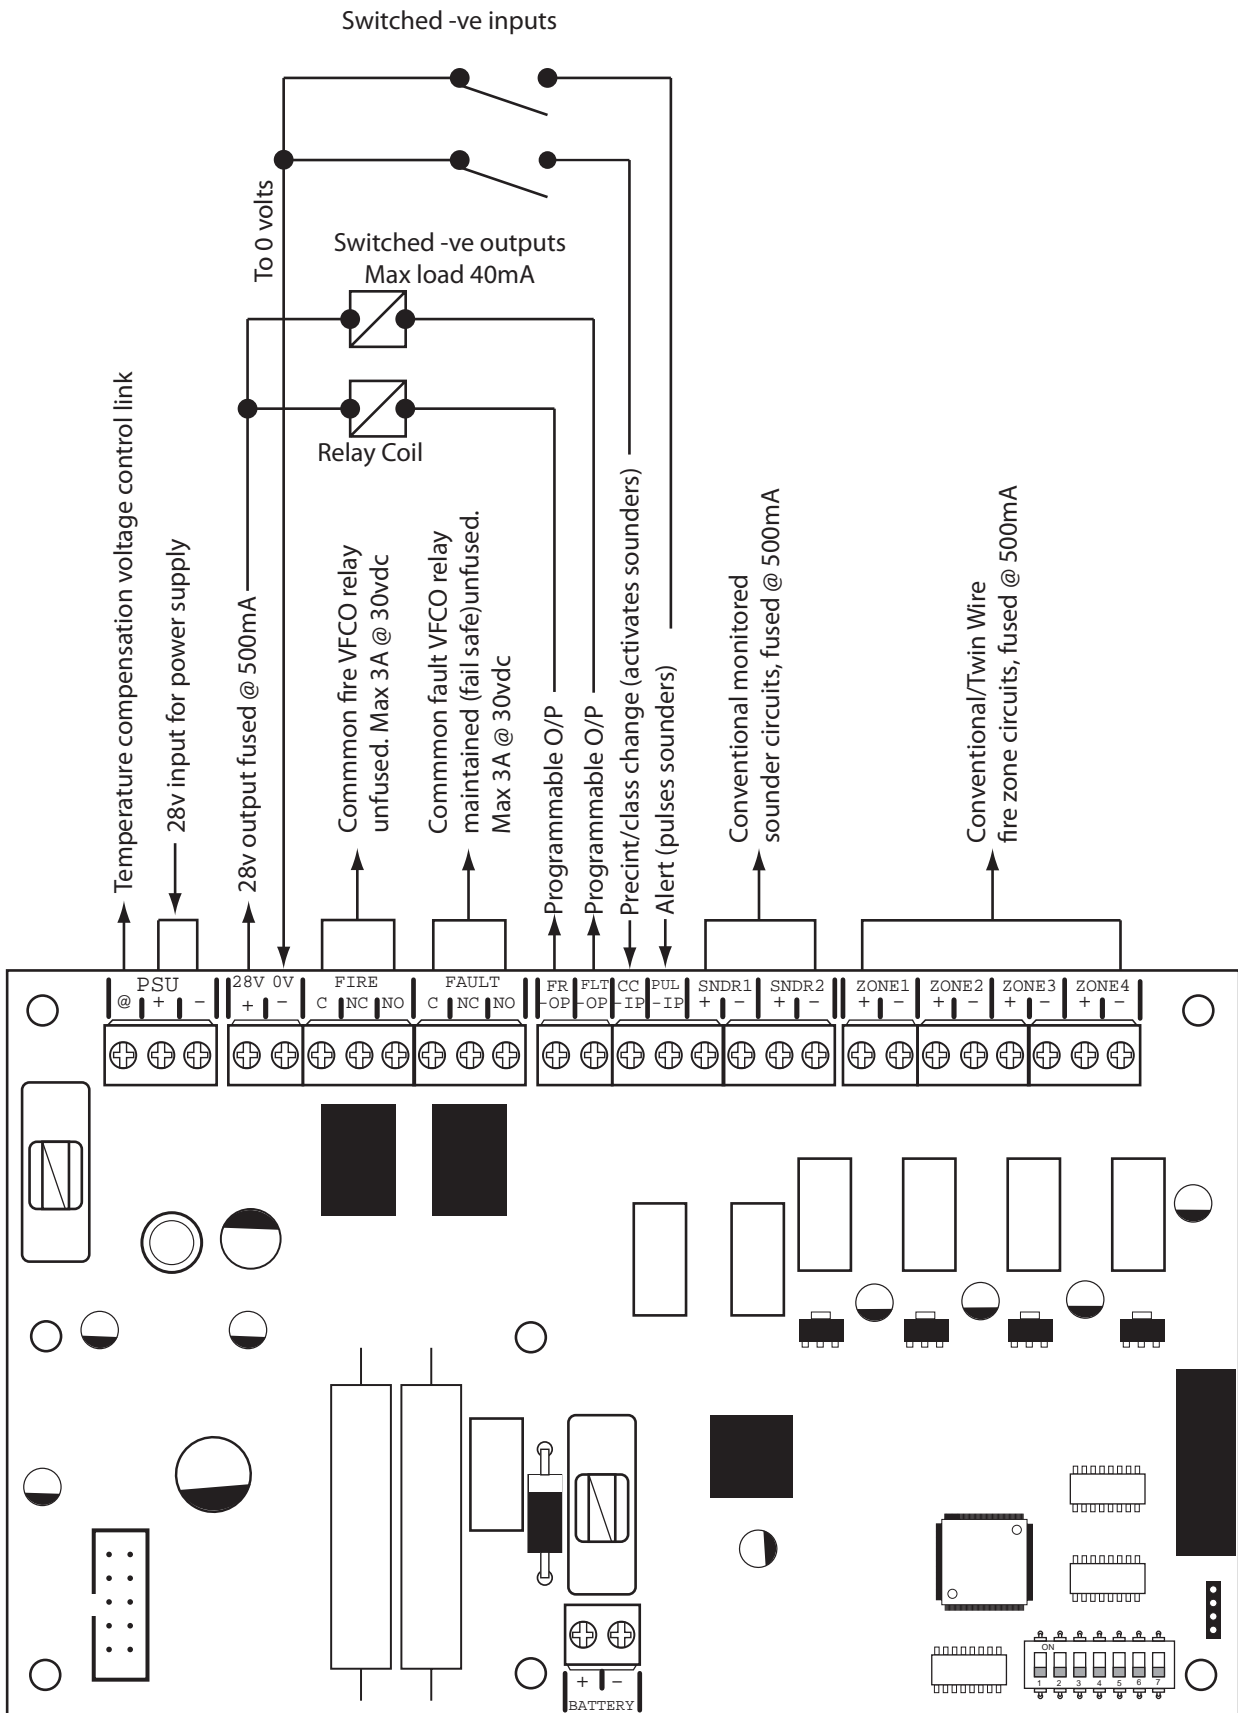 Switched -ve inputs
To 0 volts
Switched -ve outputs
Max load 40mA
Relay Coil
Temperature compensation voltage control link
28v input for power supply
28v output fused @ 500mA
Commmon fire VFCO relay
unfused. Max 3A @ 30vdc
Commmon fault VFCO relay
maintained (fail safe)unfused.
Max 3A @ 30vdc
Programmable O/P
Programmable O/P
Precint/class change (activates sounders)
Alert (pulses sounders)
Conventional monitored
sounder circuits, fused @ 500mA
Conventional/Twin Wire
fire zone circuits, fused @ 500mA
PSU 28V 0V FIRE FAULT FR FLT CC PUL SNDR1 SNDR2 ZONE1 ZONE2 ZONE3 ZONE4
@ + - + - C NC NO C NC NO -OP -OP -IP -IP + - + - + - + - + - + -
ON
1 2 3 4 5 6 7
+ -
BATTERY